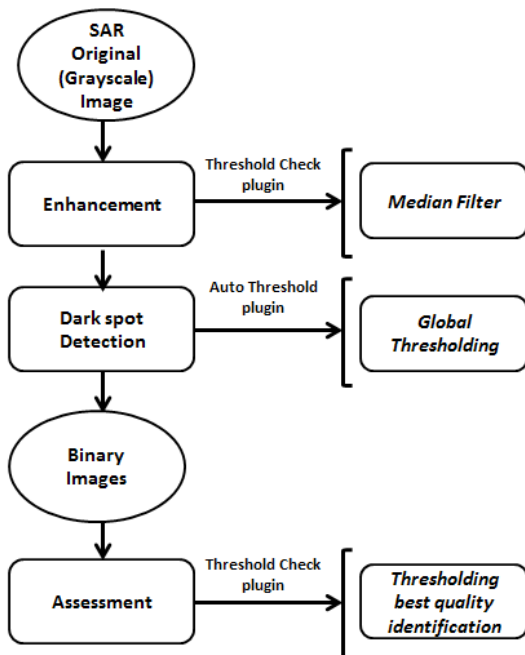 SAR
Original
(Grayscale)
Image
Enhancement
Threshold Check
plugin
Median Filter
Dark spot
Detection
Auto Threshold
plugin
Global
Thresholding
Binary
Images
Assessment
Threshold Check
plugin
Thresholding
best quality
identification